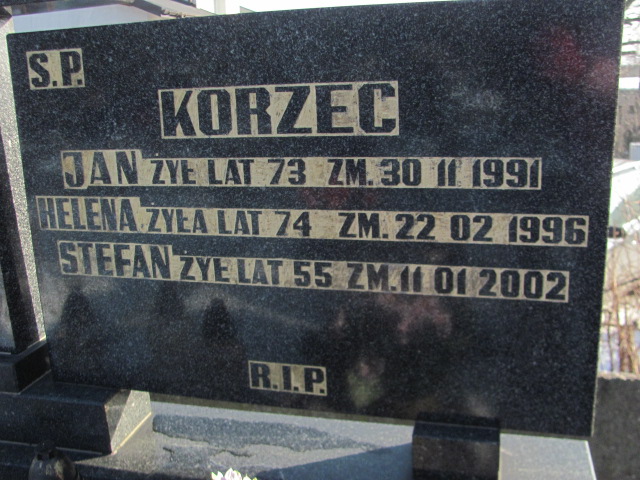 Ś.P.
KORZEC
JAN ŻYŁ LAT 73 ZM. 30 11 1991
HELENA ŻYŁA LAT 74 ZM. 22 02 1996
STEFAN ŻYŁ LAT 55 ZM. 11 01 2002
R.I.P.